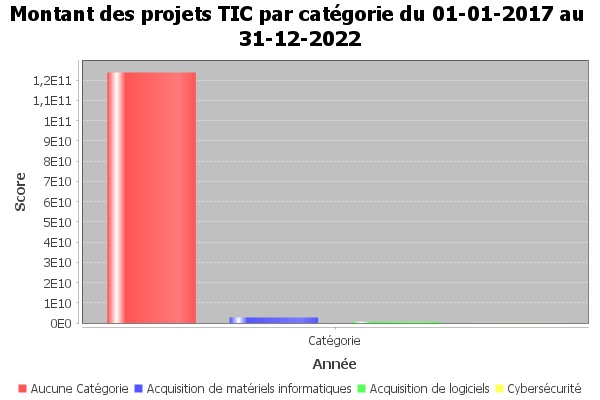 Montant des projets TIC par catégorie du 01-01-2017 au
31-12-2022
1,2E11
1,1E11
1E11
9E10
8E10
7E10
6E10
5E10
4E10
3E10
2E10
1E10
0E0
Score
Catégorie
Année
Aucune Catégorie Acquisition de matériels informatiques Acquisition de logiciels Cybersécurité